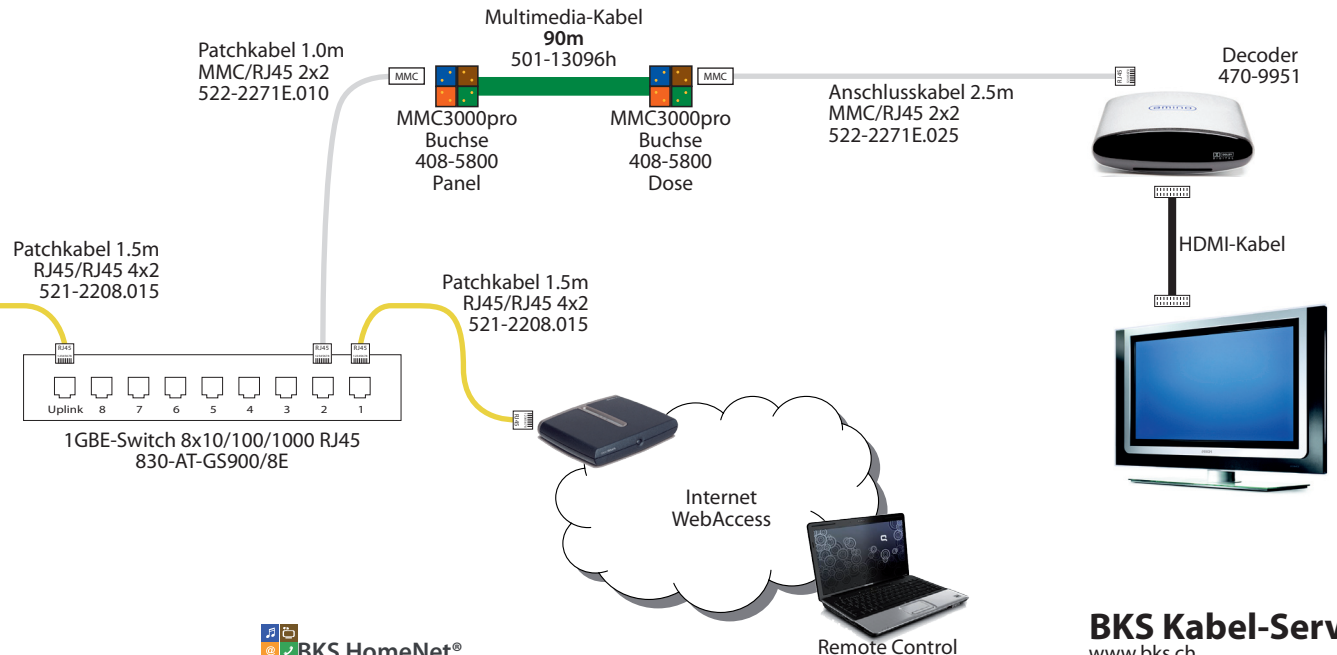 Multimedia-Kabel
90m
501-13096h
Patchkabel 1.0m
MMC/RJ45 2x2
522-2271E.010
MMC
MMC
MMC3000pro
Buchse
408-5800
Panel
MMC3000pro
Buchse
408-5800
Dose
Anschlusskabel 2.5m
MMC/RJ45 2x2
522-2271E.025
Decoder
470-9951
RJ45
amino
HDMI-Kabel
Patchkabel 1.5m
RJ45/RJ45 4x2
521-2208.015
Patchkabel 1.5m
RJ45/RJ45 4x2
521-2208.015
RJ45
RJ45
RJ45
RJ45
Uplink 8 7 6 5 4 3 2 1
1GBE-Switch 8x10/100/1000 RJ45
830-AT-GS900/8E
Internet
WebAccess
Remote Control
BKS HomeNet®
BKS Kabel-Serv
www.bks.ch